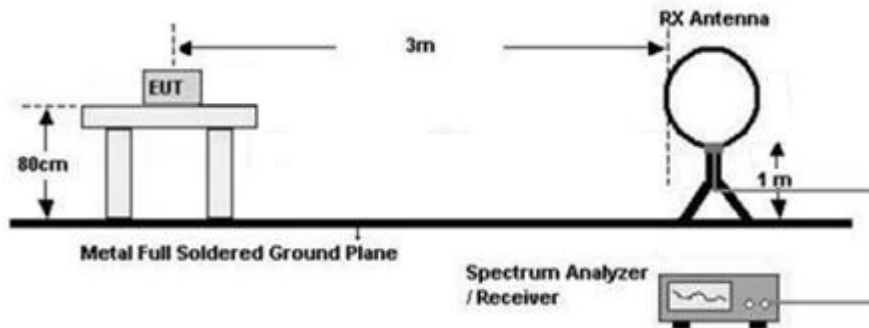 RX Antenna
3m
EUT
80cm
1 m
Metal Full Soldered Ground Plane
Spectrum Analyzer
/ Receiver